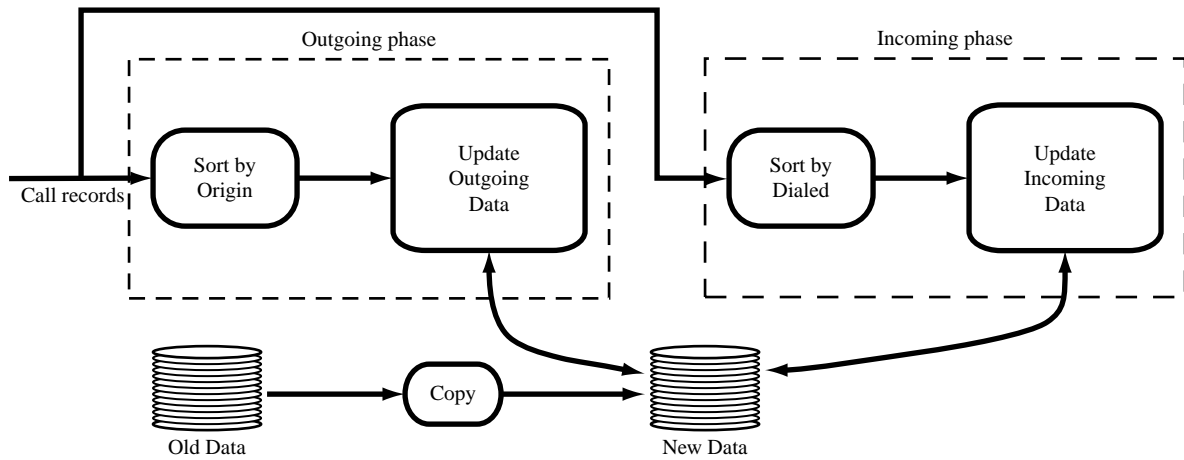 Outgoing phase
Incoming phase
Sort by
Origin
Update
Outgoing
Data
Sort by
Dialed
Update
Incoming
Data
Call records
Copy
Old Data
New Data